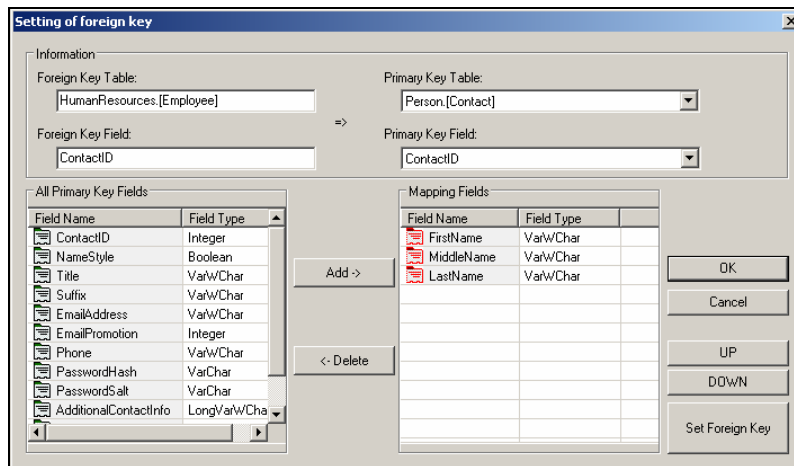 Setting of foreign key
Information
Foreign Key Table:
Primary Key Table:
HumanResources.[Employee]
Person.[Contact]
=>
Foreign Key Field:
Primary Key Field:
ContactID
ContactID
All Primary Key Fields
Field Name Field Type
ContactID Integer
NameStyle Boolean
Title VarWChar
Suffix VarWChar
EmailAddress VarWChar
EmailPromotion Integer
Phone VarWChar
PasswordHash VarChar
PasswordSalt VarChar
AdditionalContactInfo LongVarWCha
Add ->
<- Delete
Mapping Fields
Field Name Field Type
FirstName VarWChar
MiddleName VarWChar
LastName VarWChar
OK
Cancel
UP
DOWN
Set Foreign Key